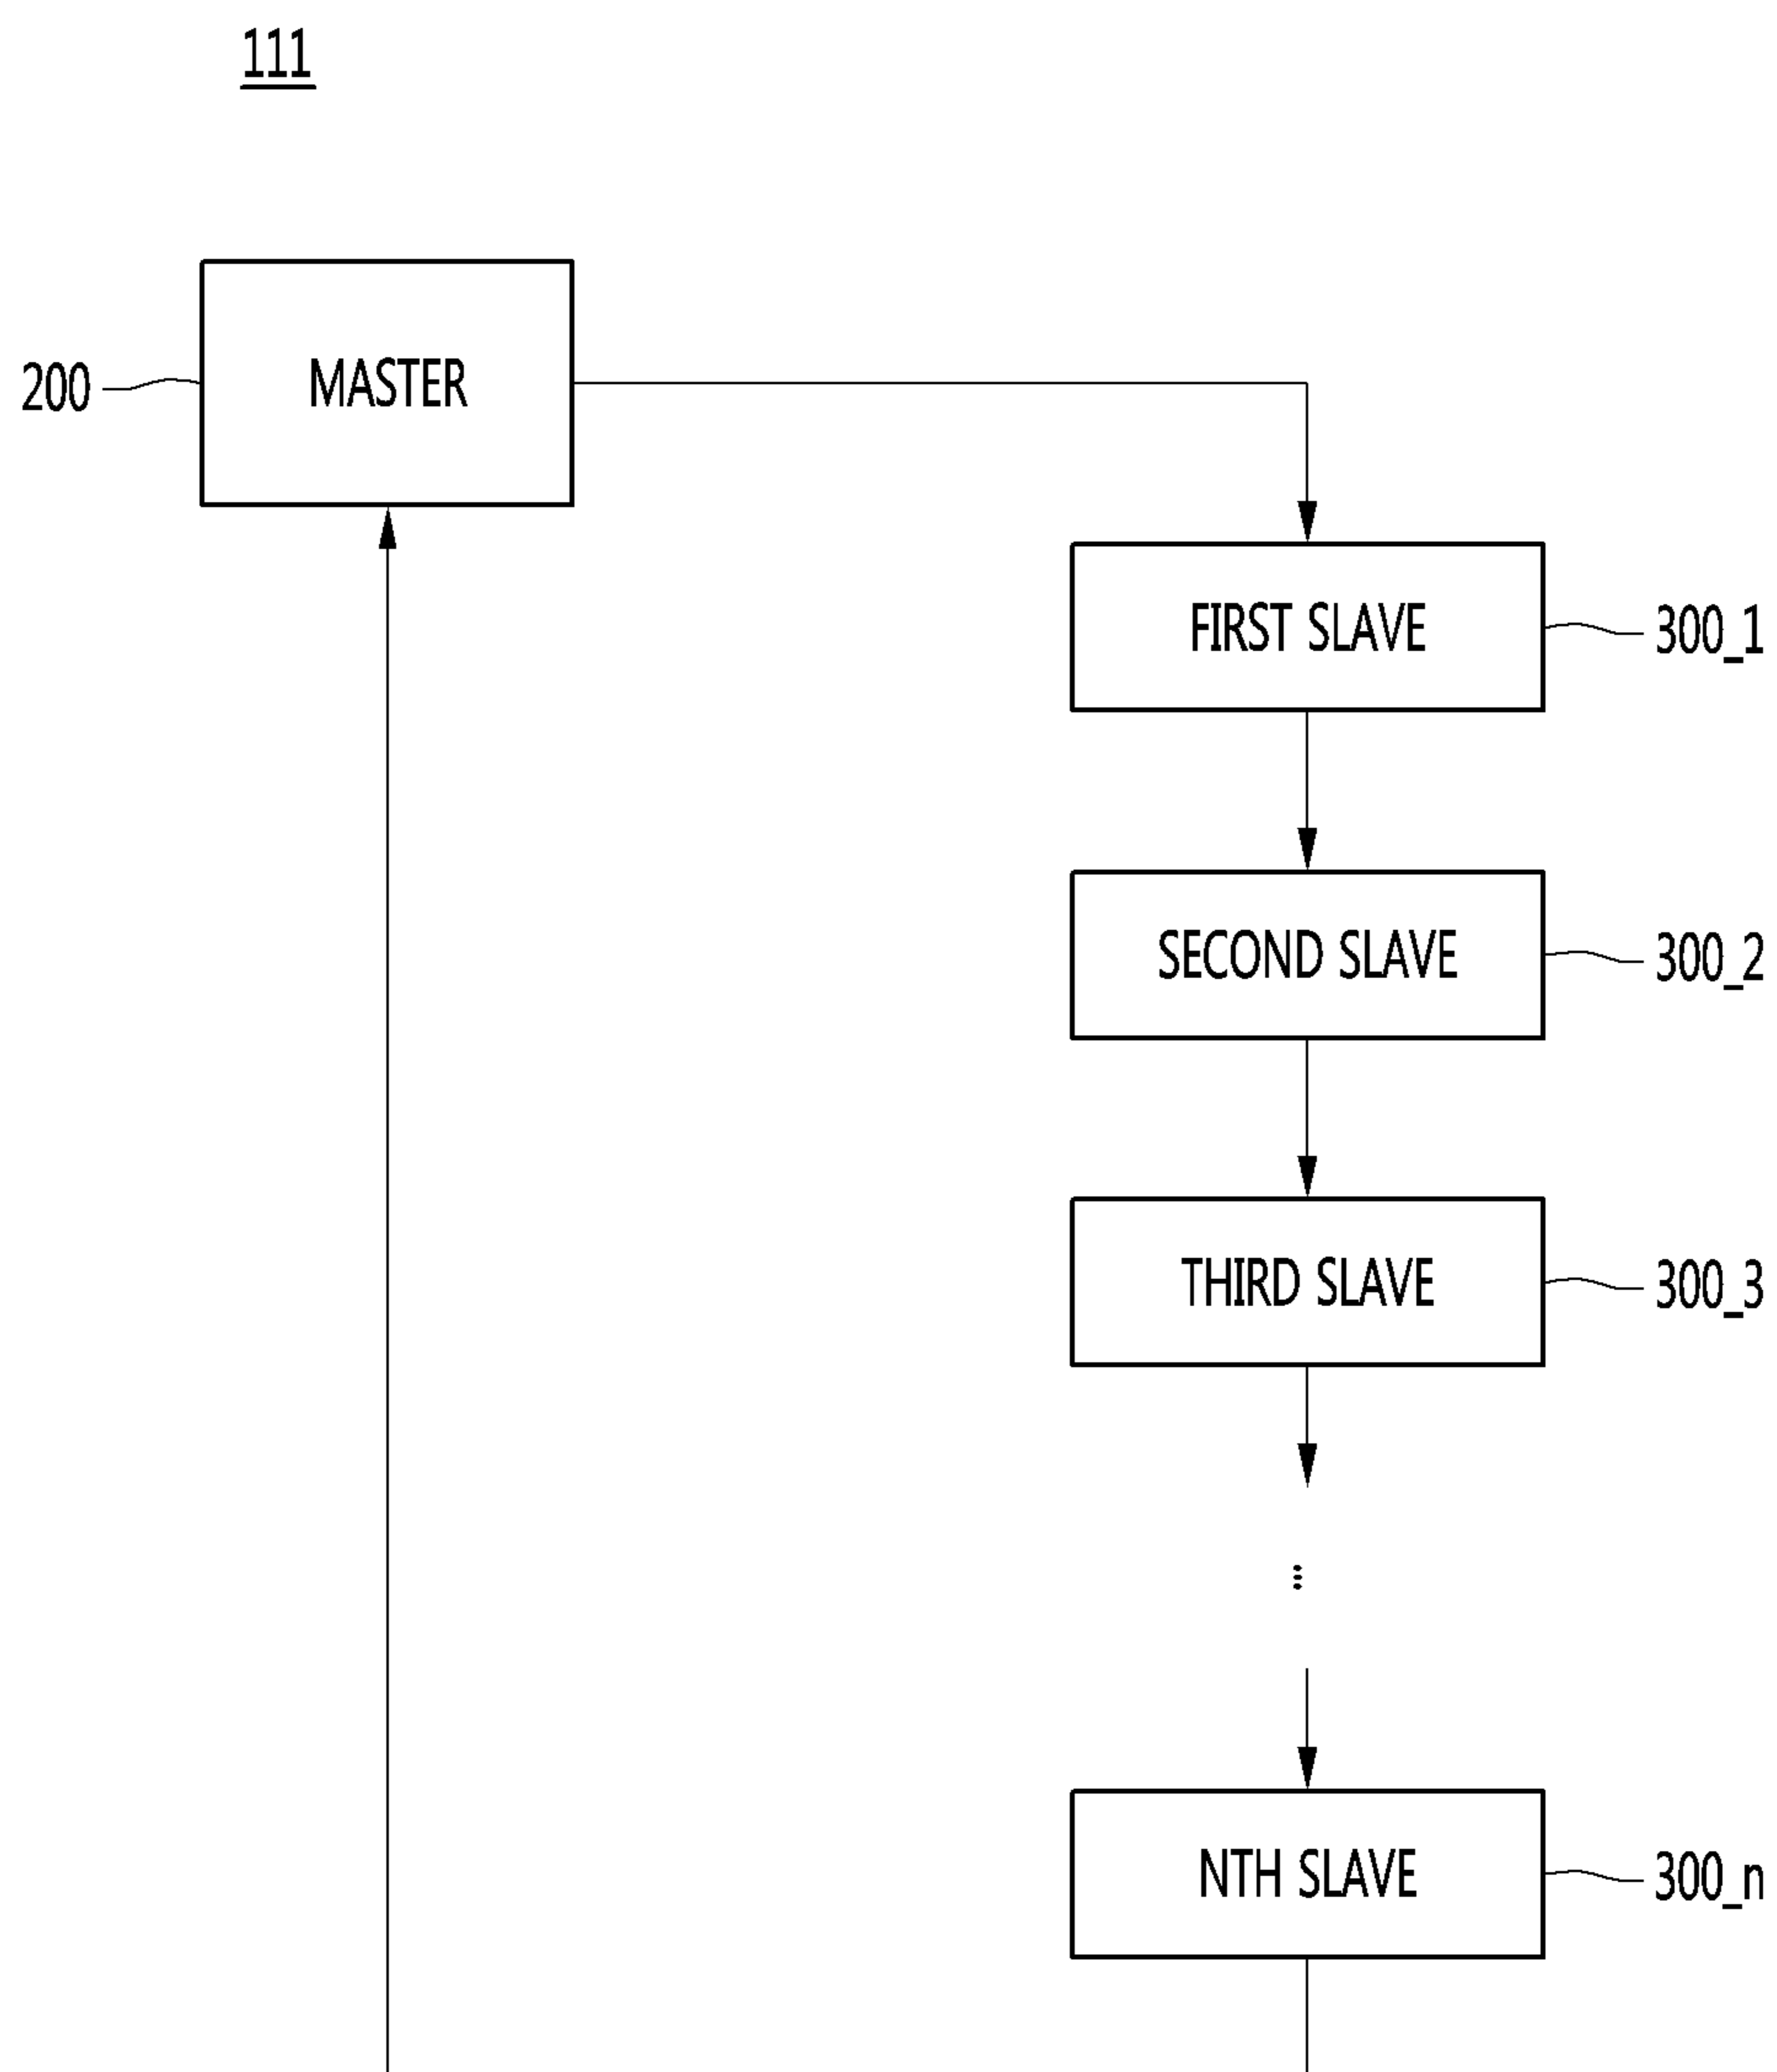 111
200
MASTER
FIRST SLAVE
300_1
SECOND SLAVE
300_2
THIRD SLAVE
300_3
⋮
NTH SLAVE
300_n